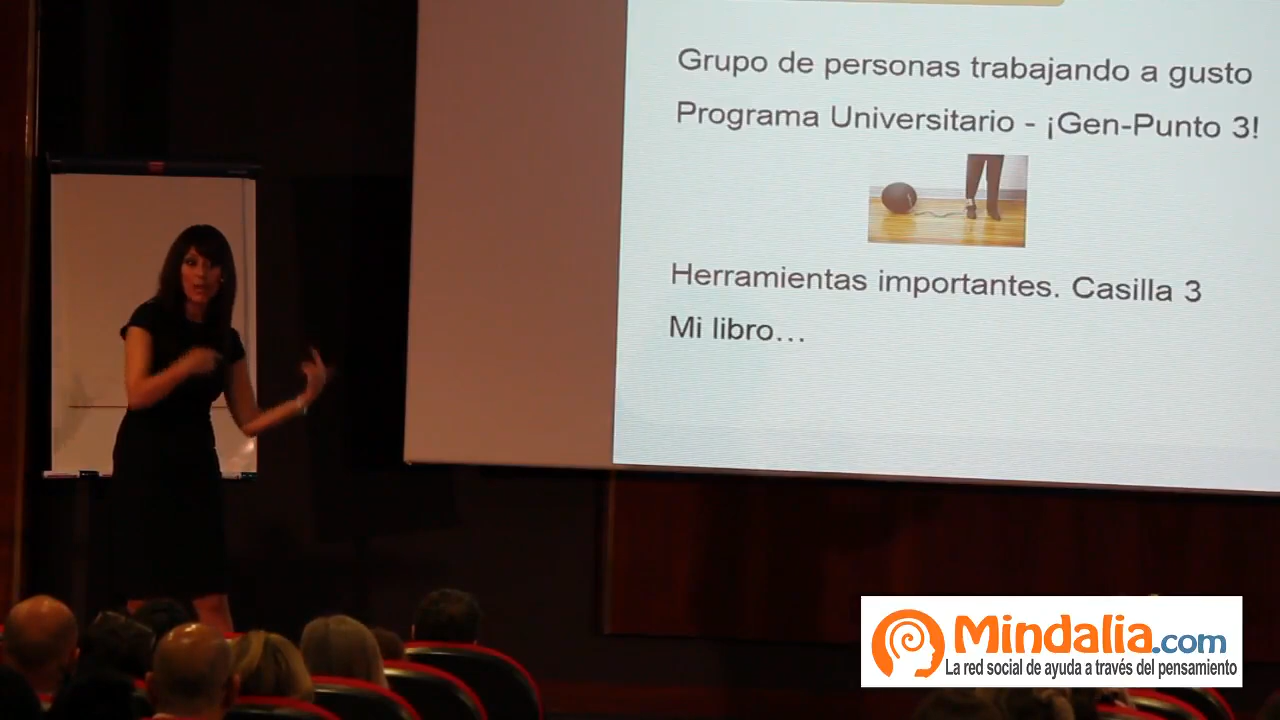 Grupo de personas trabajando a gusto
Programa Universitario - ¡Gen-Punto 3!
Herramientas importantes. Casilla 3
Mi libro...
Mindalia.com
La red social de ayuda a través del pensamiento